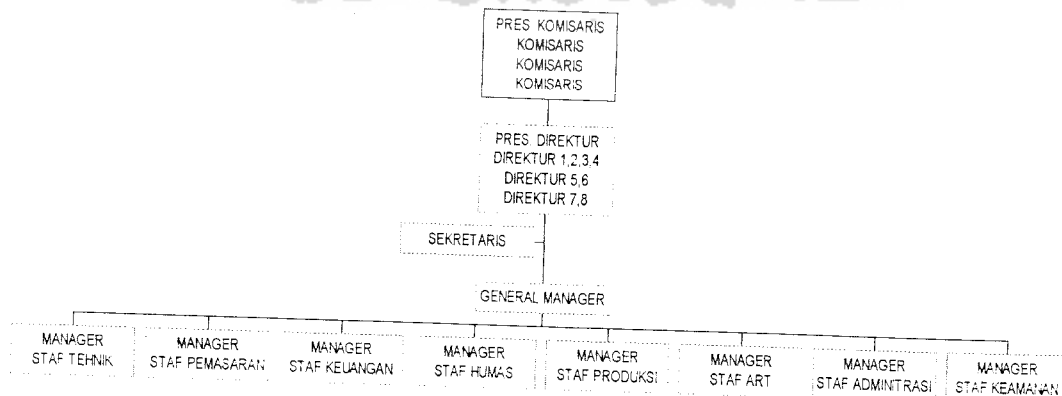 PRES. KOMISARIS
KOMISARIS
KOMISARIS
KOMISARIS
PRES. DIREKTUR
DIREKTUR 1,2,3,4
DIREKTUR 5,6
DIREKTUR 7,8
SEKRETARIS
GENERAL MANAGER
MANAGER
STAF TEHNIK
MANAGER
STAF PEMASARAN
MANAGER
STAF KEUANGAN
MANAGER
STAF HUMAS
MANAGER
STAF PRODUKSI
MANAGER
STAF ART
MANAGER
STAF ADMINITRASI
MANAGER
STAF KEAMANAN